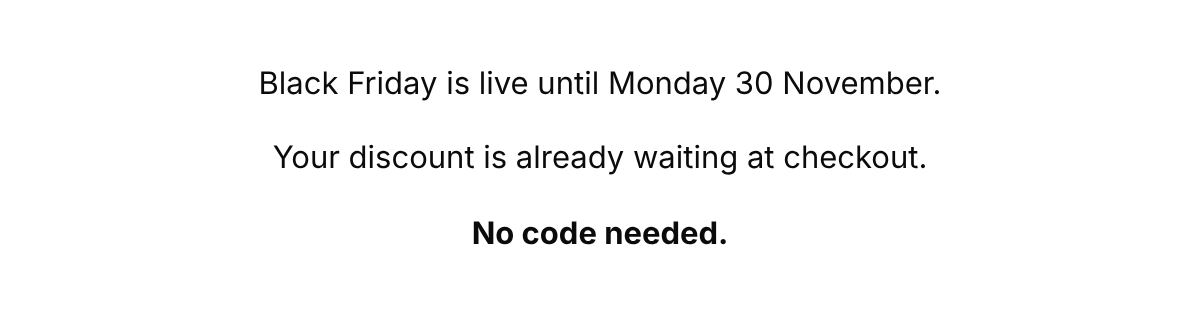 Black Friday is live until Monday 30 November.
Your discount is already waiting at checkout.
No code needed.